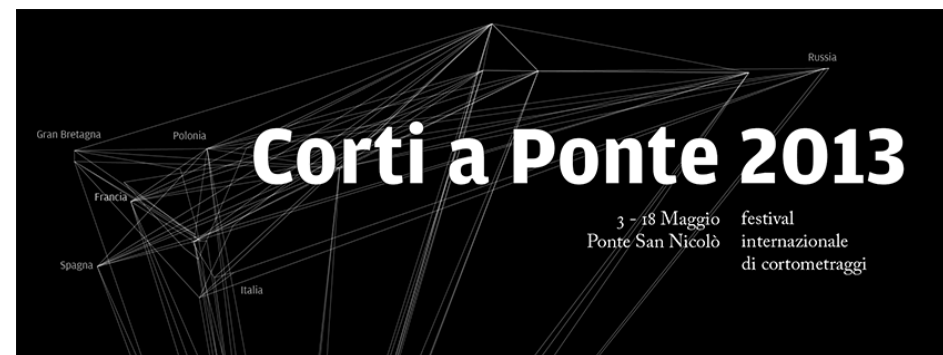 Russia
Gran Bretagna
Polonia
Corti a Ponte 2013
Francia
3 - 18 Maggio
Ponte San Nicolò
festival
internazionale
di cortometraggi
Spagna
Italia